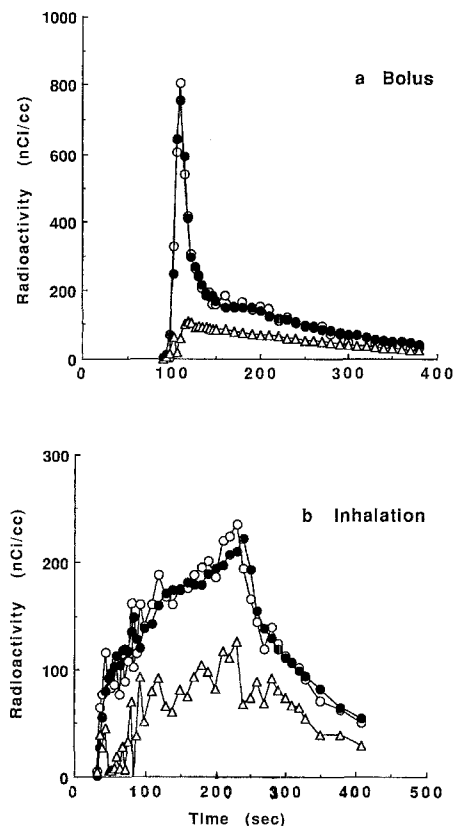 1000
a Bolus
800
600
400
200
0
Radioactivity (nCi/cc)
0 100 200 300 400
300
b Inhalation
200
100
0
Radioactivity (nCi/cc)
0 100 200 300 400 500
Time (sec)